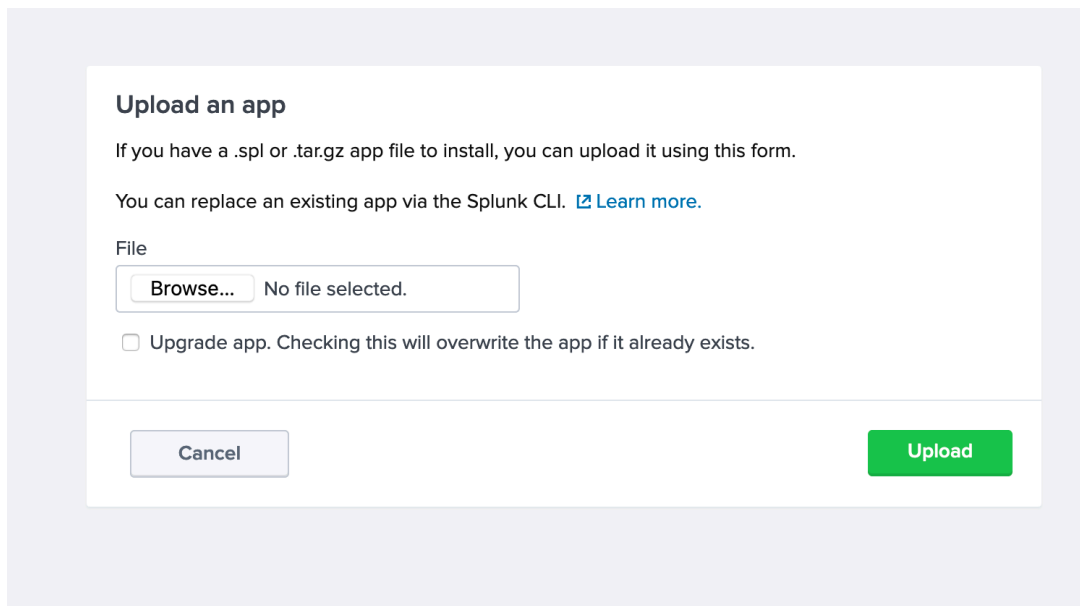 Upload an app
If you have a .spl or .tar.gz app file to install, you can upload it using this form.
You can replace an existing app via the Splunk CLI. Learn more.
File
Browse... No file selected.
Upgrade app. Checking this will overwrite the app if it already exists.
Cancel Upload